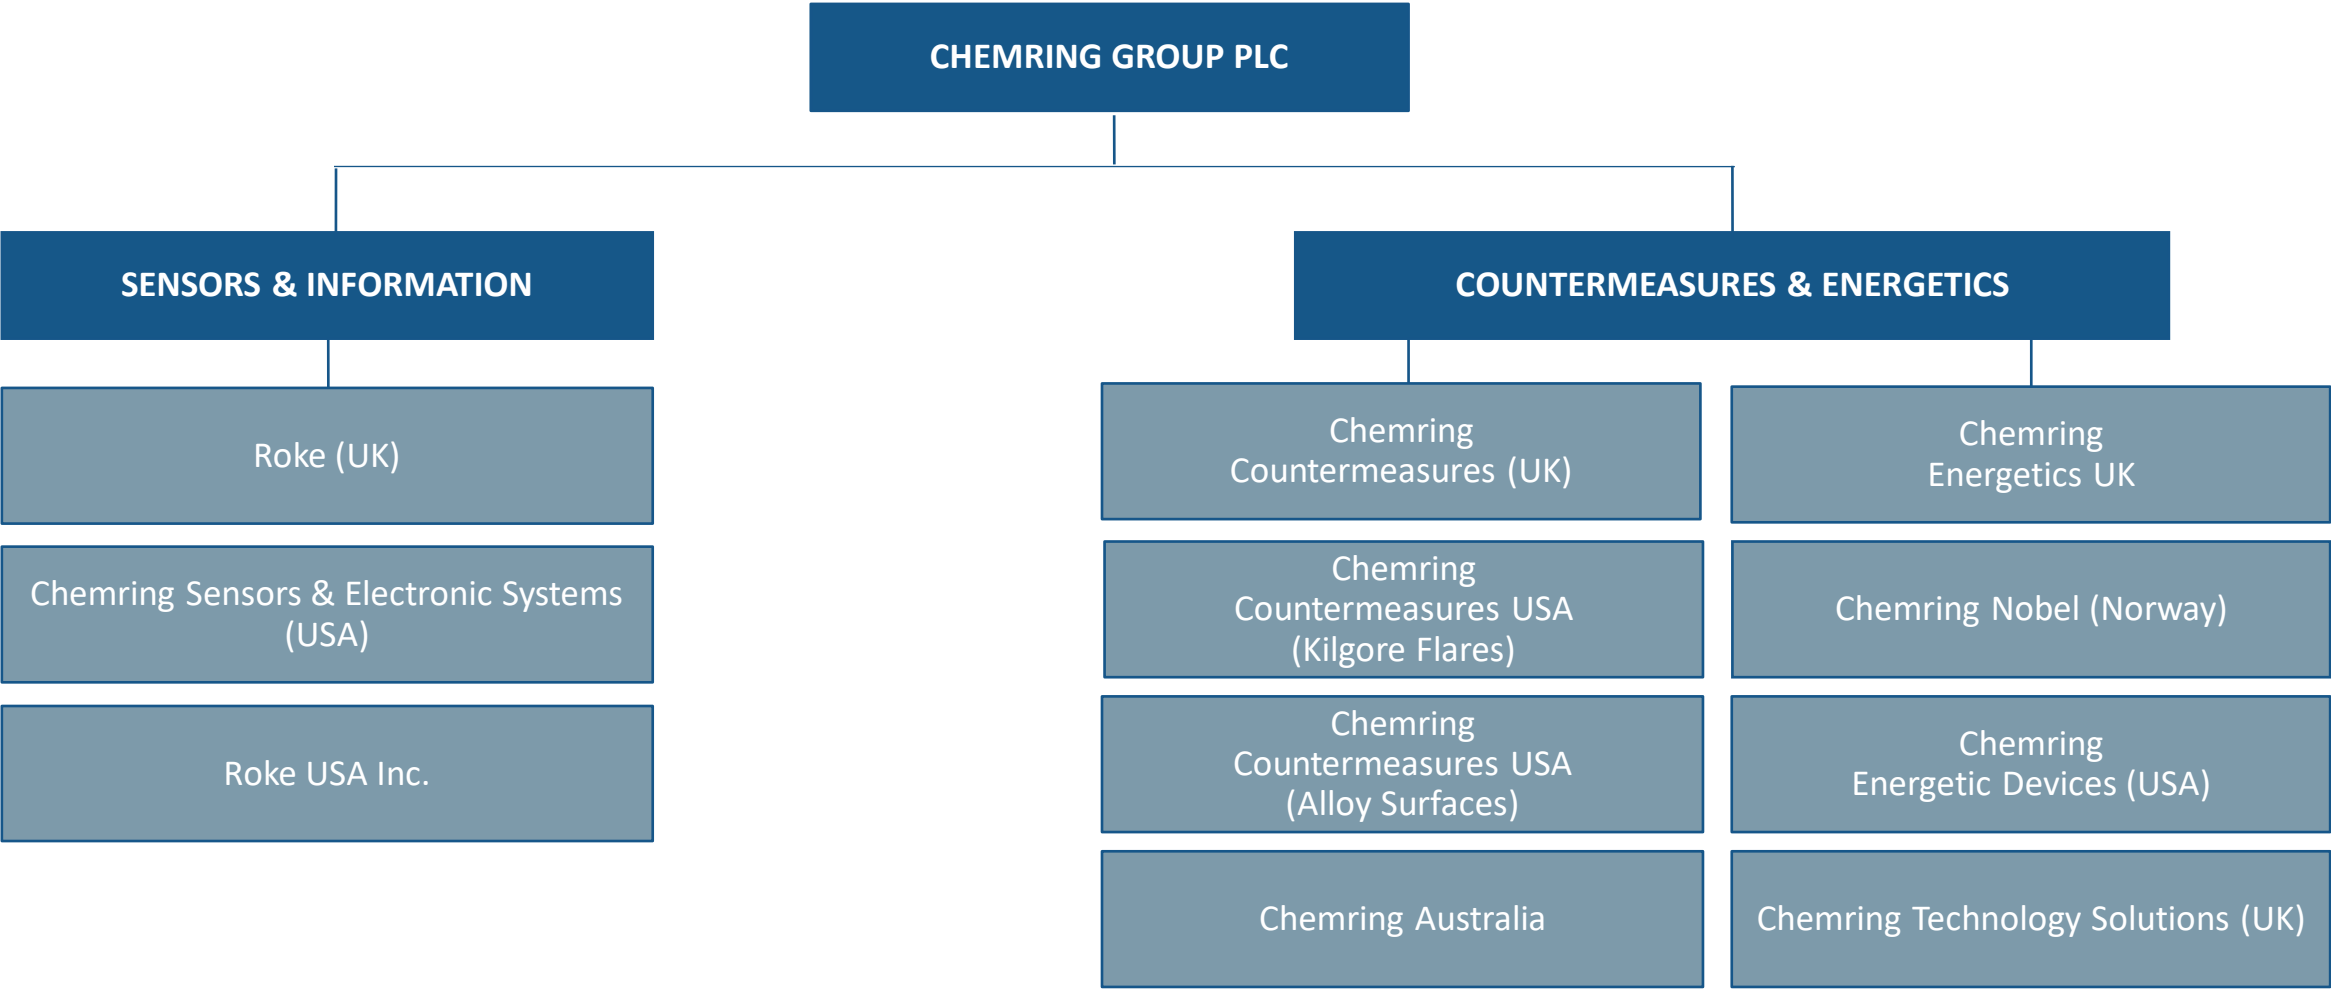 CHEMRING GROUP PLC
SENSORS & INFORMATION
Roke (UK)
Chemring Sensors & Electronic Systems
(USA)
Roke USA Inc.
COUNTERMEASURES & ENERGETICS
Chemring
Countermeasures (UK)
Chemring
Countermeasures USA
(Kilgore Flares)
Chemring
Countermeasures USA
(Alloy Surfaces)
Chemring Australia
Chemring
Energetics UK
Chemring Nobel (Norway)
Chemring
Energetic Devices (USA)
Chemring Technology Solutions (UK)